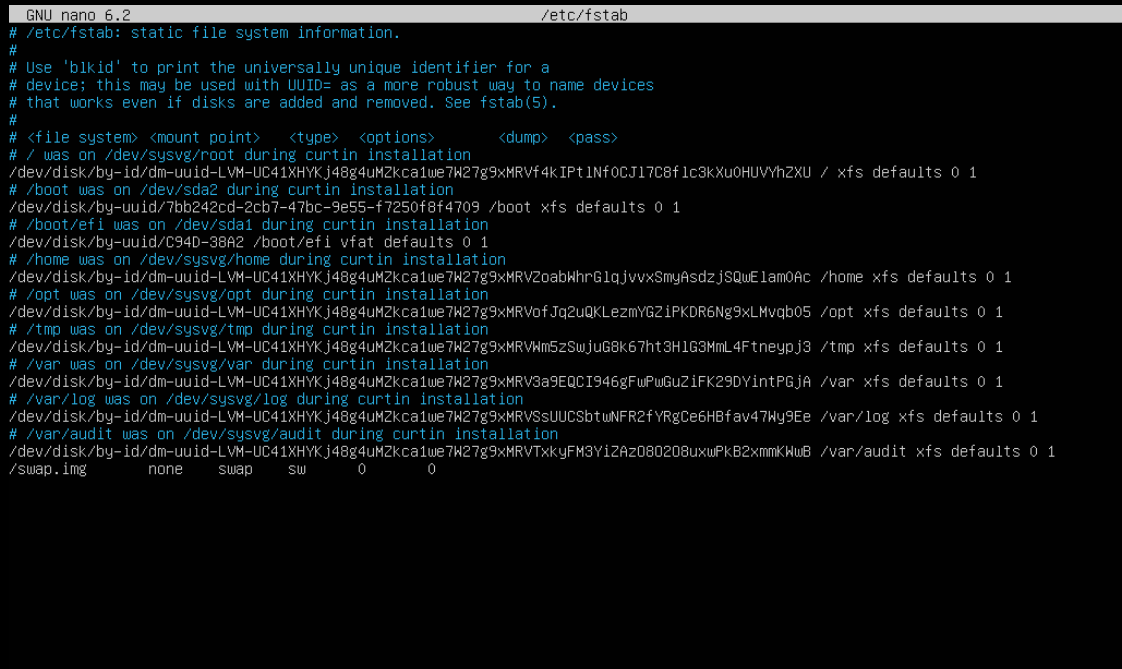 GNU nano 6.2 /etc/fstab
# /etc/fstab: static file system information.
#
# Use 'blkid' to print the universally unique identifier for a
# device; this may be used with UUID= as a more robust way to name devices
# that works even if disks are added and removed. See fstab(5).
#
# <file system> <mount point>   <type>  <options>       <dump>  <pass>
# / was on /dev/sysvg/root during curtin installation
/dev/disk/by-id/dm-uuid-LVM-UC41XHYKj48g4uMZkca1we7W27g9xMRVf4kIPtlNfOCJl7C8flc3kXu0HUVYhZXU / xfs defaults 0 1
# /boot was on /dev/sda2 during curtin installation
/dev/disk/by-uuid/7bb242cd-2cb7-47bc-9e55-f7250f8f4709 /boot xfs defaults 0 1
# /boot/efi was on /dev/sda1 during curtin installation
/dev/disk/by-uuid/C94D-38A2 /boot/efi vfat defaults 0 1
# /home was on /dev/sysvg/home during curtin installation
/dev/disk/by-id/dm-uuid-LVM-UC41XHYKj48g4uMZkca1we7W27g9xMRVZoabWhrGlqjvvxSmyAsdzjSQwElamOAc /home xfs defaults 0 1
# /opt was on /dev/sysvg/opt during curtin installation
/dev/disk/by-id/dm-uuid-LVM-UC41XHYKj48g4uMZkca1we7W27g9xMRVofJq2uQKLezmYGZiPKDR6Ng9xLMvqb05 /opt xfs defaults 0 1
# /tmp was on /dev/sysvg/tmp during curtin installation
/dev/disk/by-id/dm-uuid-LVM-UC41XHYKj48g4uMZkca1we7W27g9xMRVWm5zSwjuG8k67ht3HlG3MmL4Ftneypj3 /tmp xfs defaults 0 1
# /var was on /dev/sysvg/var during curtin installation
/dev/disk/by-id/dm-uuid-LVM-UC41XHYKj48g4uMZkca1we7W27g9xMRV3a9EQCI946gFwPwGuZiFK29DYintPGjA /var xfs defaults 0 1
# /var/log was on /dev/sysvg/log during curtin installation
/dev/disk/by-id/dm-uuid-LVM-UC41XHYKj48g4uMZkca1we7W27g9xMRVSsUUCSbtwNFR2fYRgCe6HBfav47Wy9Ee /var/log xfs defaults 0 1
# /var/audit was on /dev/sysvg/audit during curtin installation
/dev/disk/by-id/dm-uuid-LVM-UC41XHYKj48g4uMZkca1we7W27g9xMRVTxkyFM3YiZAzO8O2O8uxwPkB2xmmKWwB /var/audit xfs defaults 0 1
/swap.img       none    swap    sw      0       0